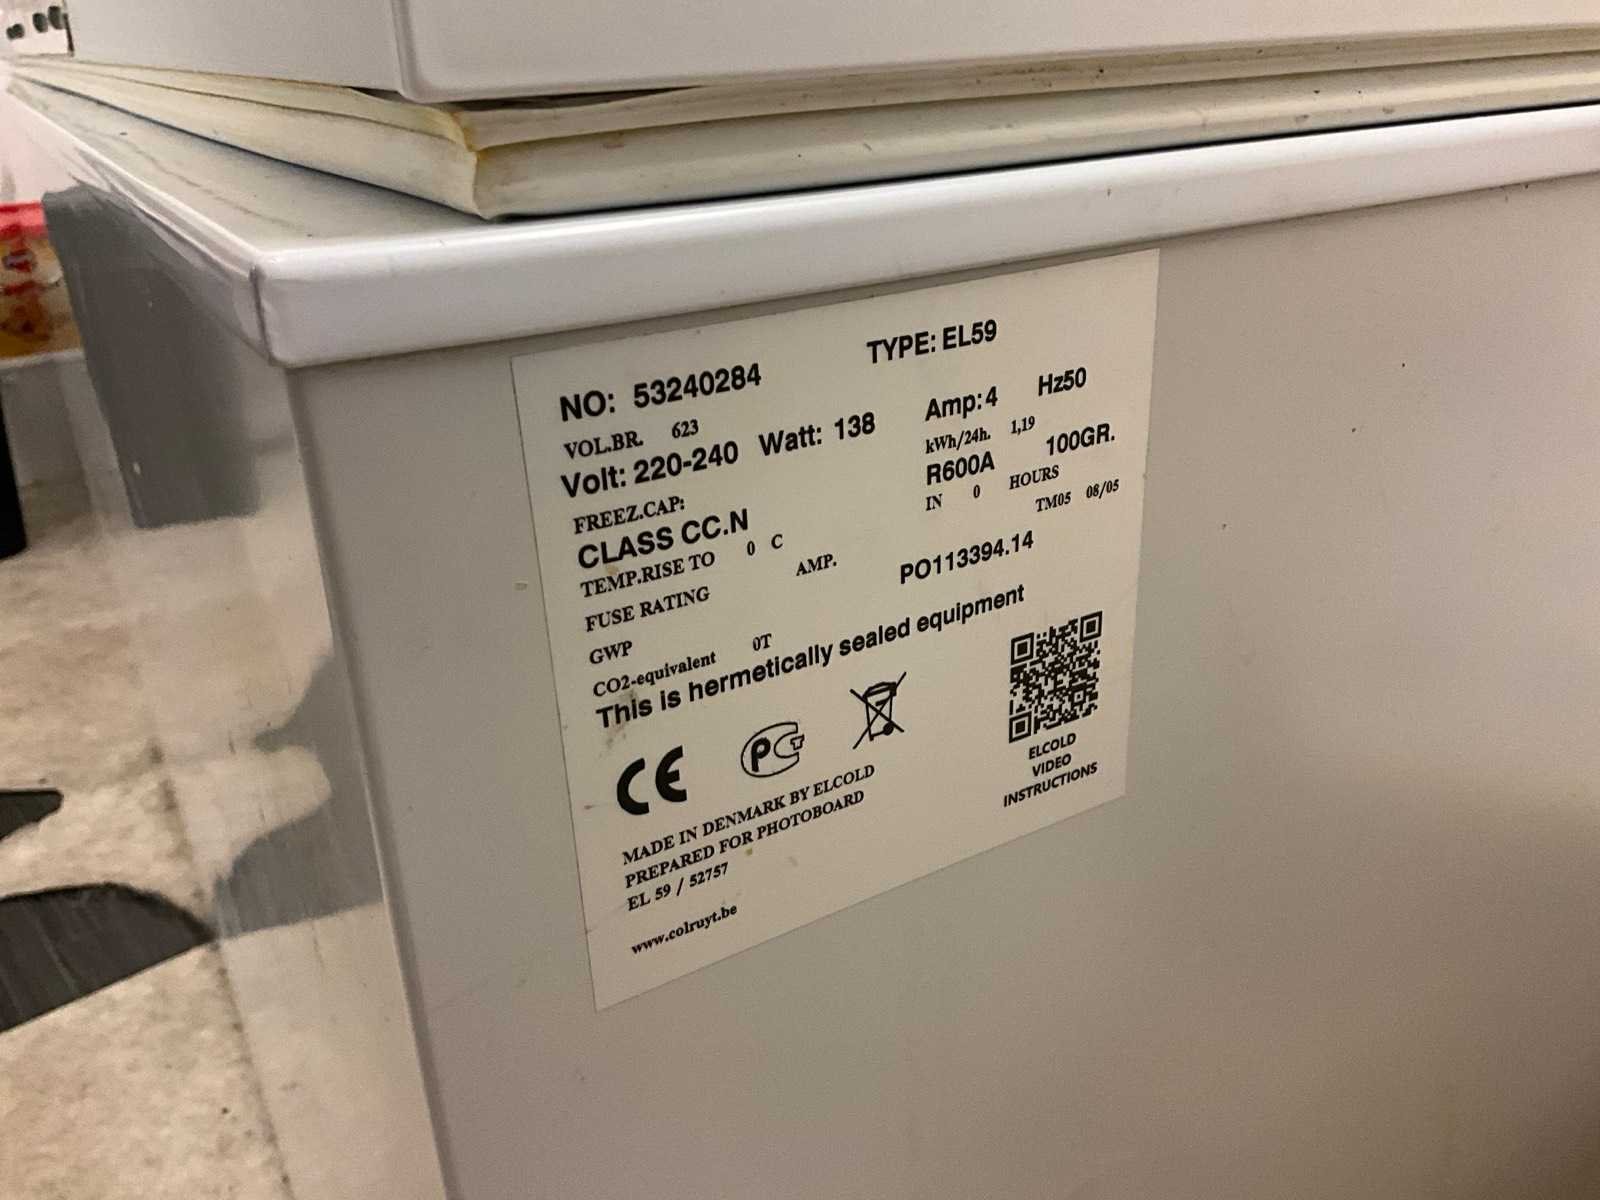 NO: 53240284 TYPE: EL59
VOL.BR. 623
Volt: 220-240 Watt: 138 Amp: 4 Hz50
kWh/24h. 1,19
FREEZ.CAP: R600A 100GR.
CLASS CC.N IN 0 HOURS
TEMP.RISE TO 0 C TM05 08/05
FUSE RATING AMP.
GWP PO113394.14
CO2-equivalent 0T
This is hermetically sealed equipment
CE PCT
MADE IN DENMARK BY ELCOLD
PREPARED FOR PHOTOBOARD
EL 59 / 52757
www.colruyt.be
ELCOLD
VIDEO
INSTRUCTIONS